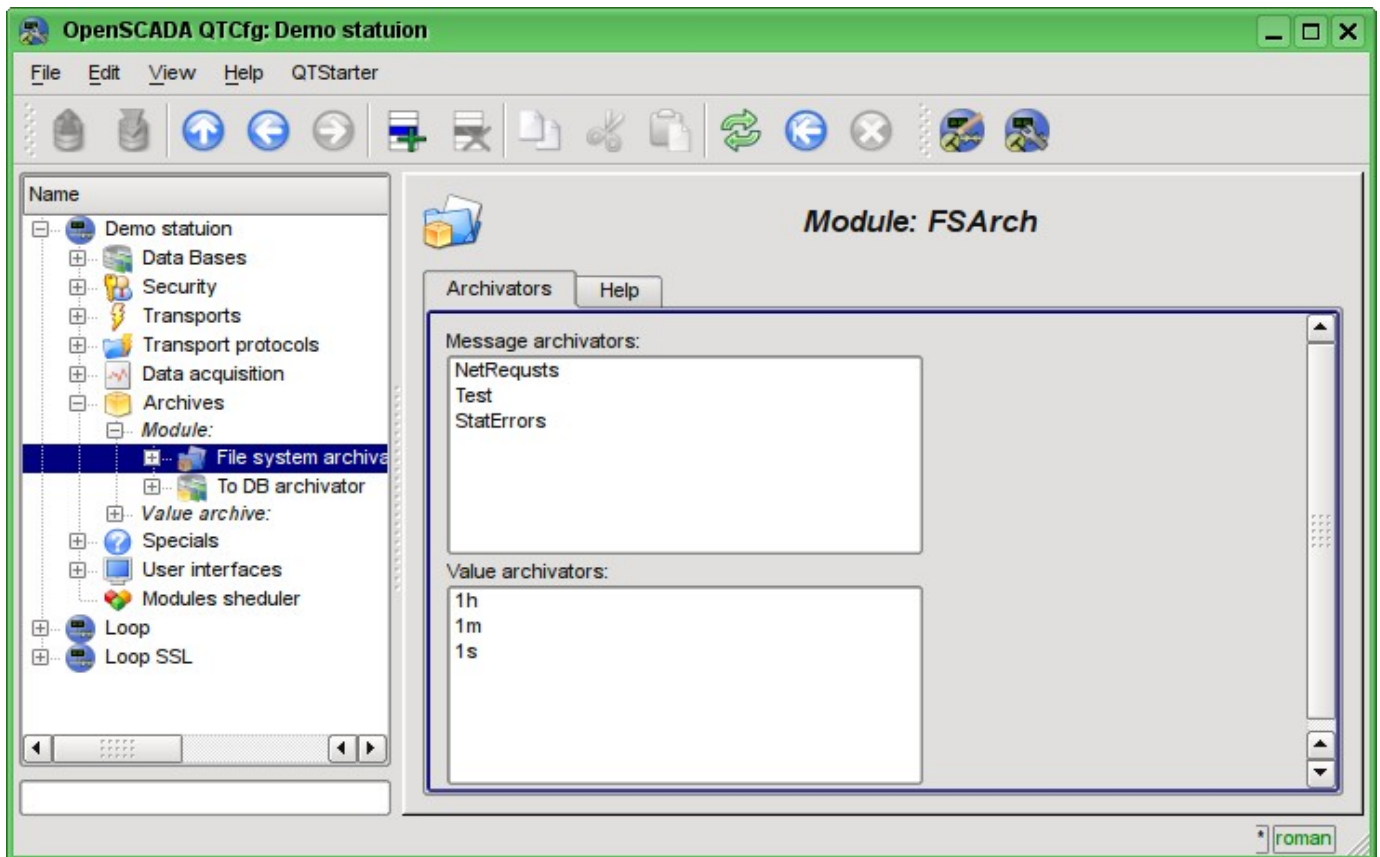 OpenSCADA QTCfg: Demo statuion
File Edit View Help QTStarter
Name
Demo statuion
Data Bases
Security
Transports
Transport protocols
Data acquisition
Archives
Module:
File system archiva
To DB archivator
Value archive:
Specials
User interfaces
Modules sheduler
Loop
Loop SSL
Module: FSArch
Archivators Help
Message archivators:
NetRequsts
Test
StatErrors
Value archivators:
1h
1m
1s
* roman